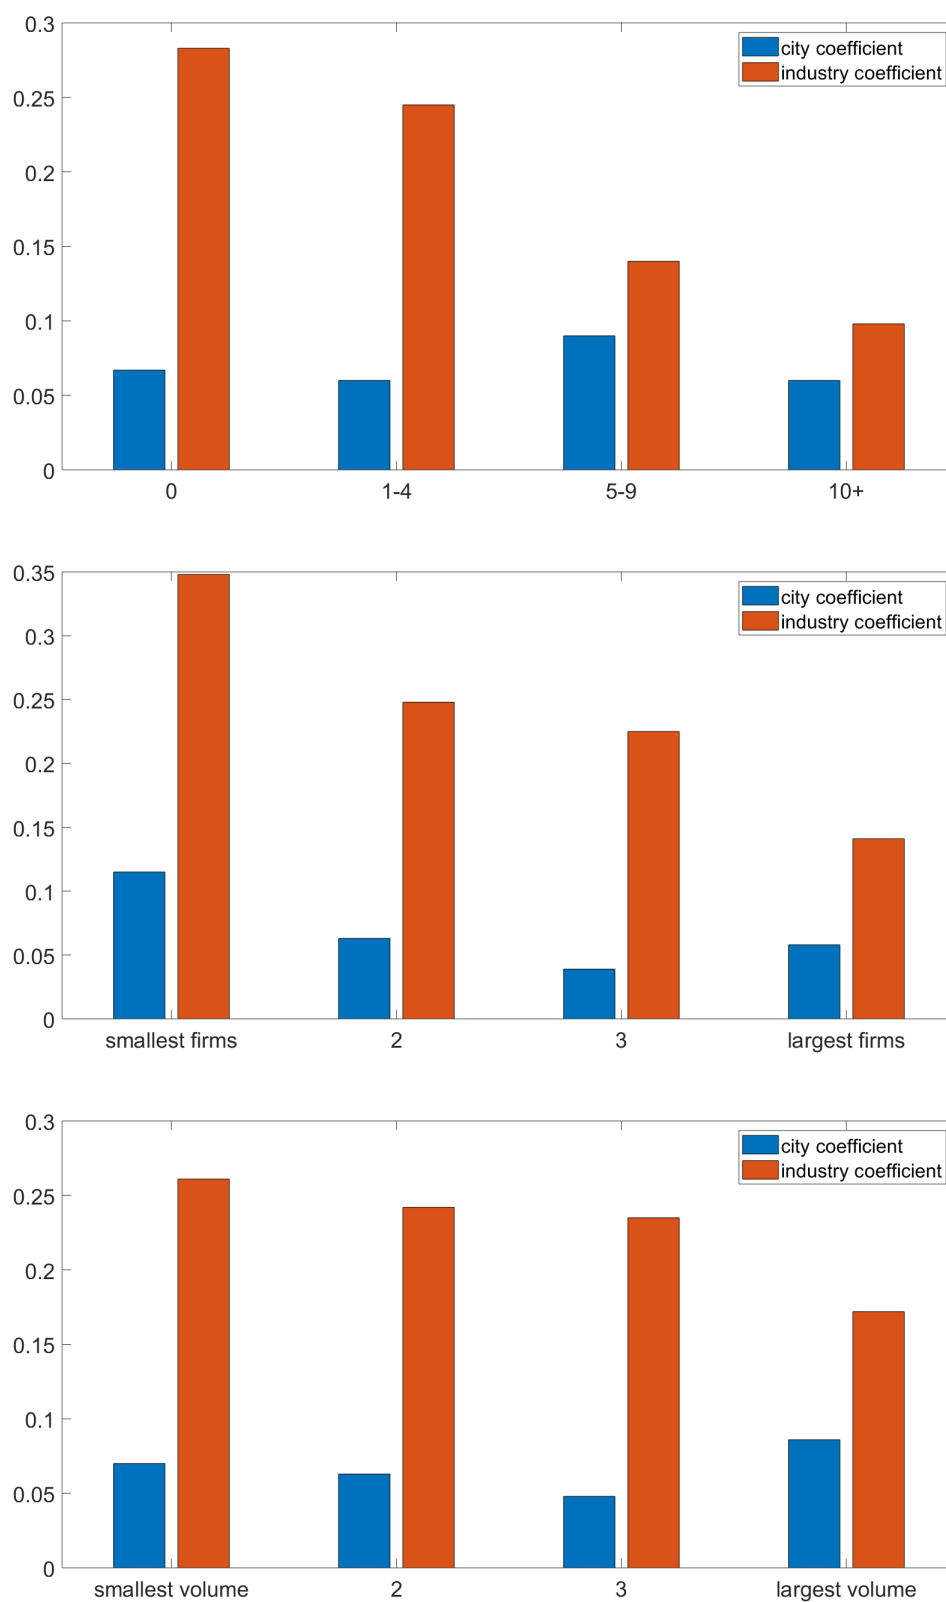 0.3
city coefficient
industry coefficient
0.25
0.2
0.15
0.1
0.05
0
0 1-4 5-9 10+
0.35
city coefficient
industry coefficient
0.3
0.25
0.2
0.15
0.1
0.05
0
smallest firms 2 3 largest firms
0.3
city coefficient
industry coefficient
0.25
0.2
0.15
0.1
0.05
0
smallest volume 2 3 largest volume